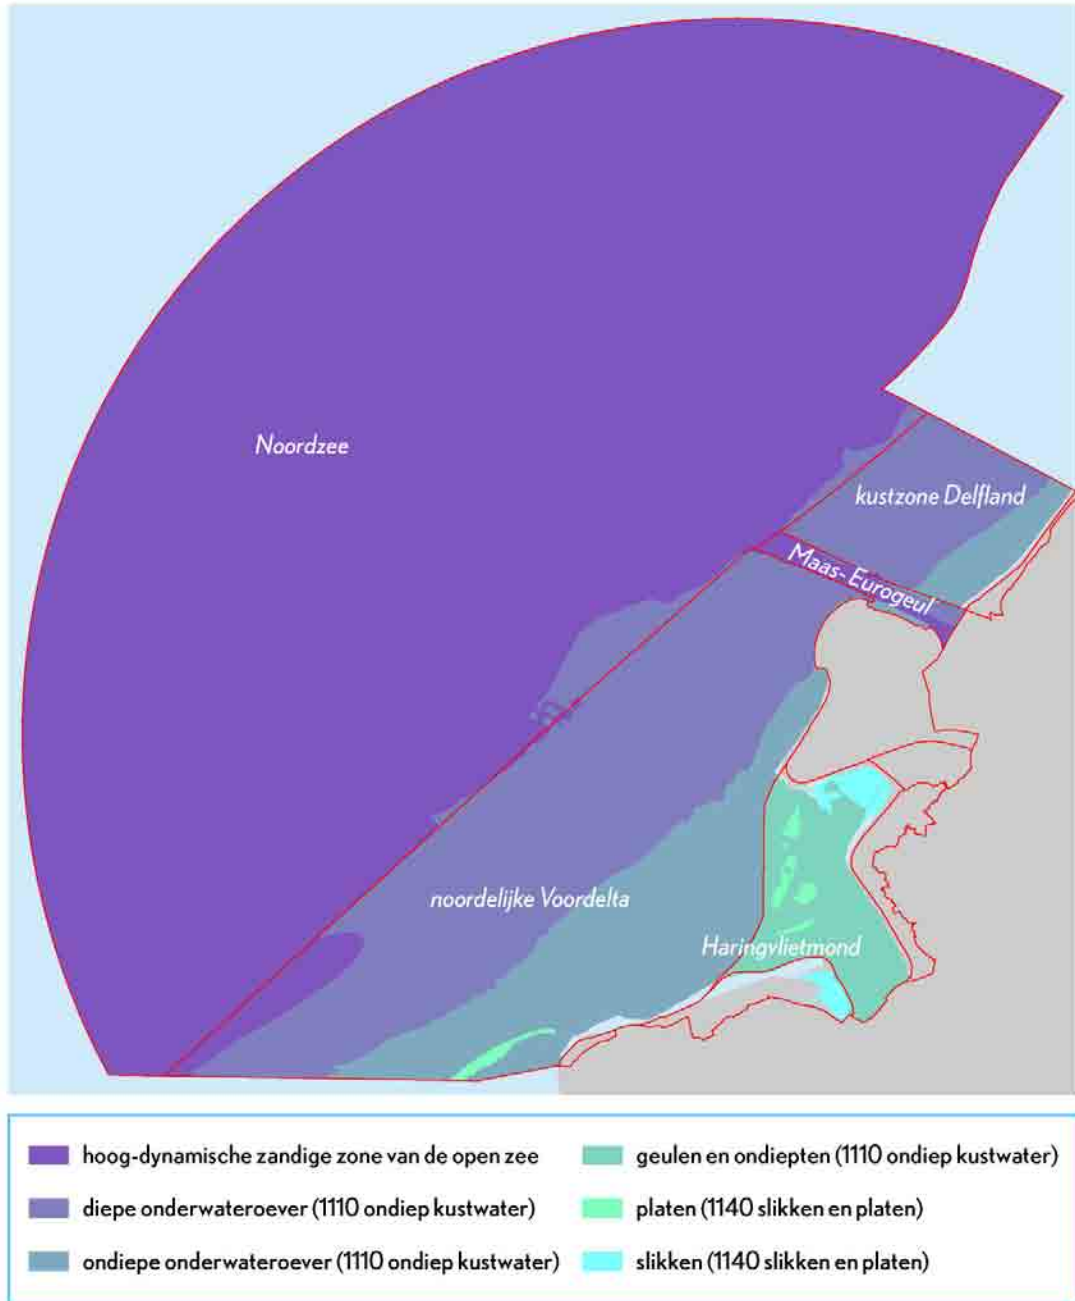 Noordzee
kustzone Delfland
Maas-Eurogeul
noordelijke Voordelta
Haringvlietmond
hoog-dynamische zandige zone van de open zee
diepe onderwateroever (1110 ondiep kustwater)
ondiepe onderwateroever (1110 ondiep kustwater)
geulen en ondiepten (1110 ondiep kustwater)
platen (1140 slikken en platen)
slikken (1140 slikken en platen)